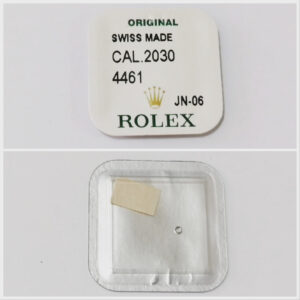 ORIGINAL
SWISS MADE
CAL.2030
4461
JN-06
ROLEX